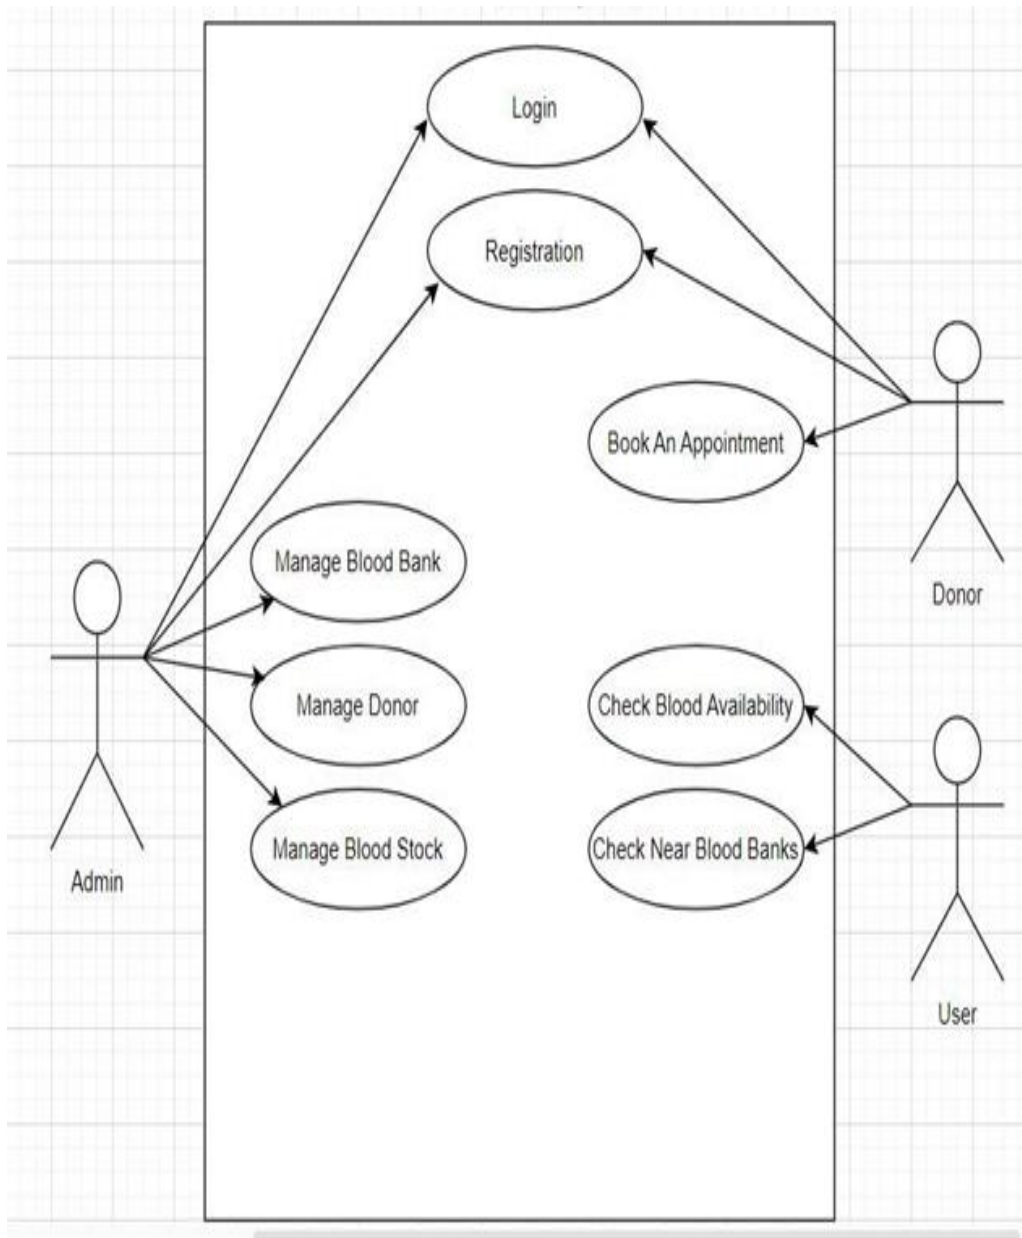 Login
Registration
Book An Appointment
Manage Blood Bank
Donor
Manage Donor
Check Blood Availability
Manage Blood Stock
Check Near Blood Banks
Admin
User